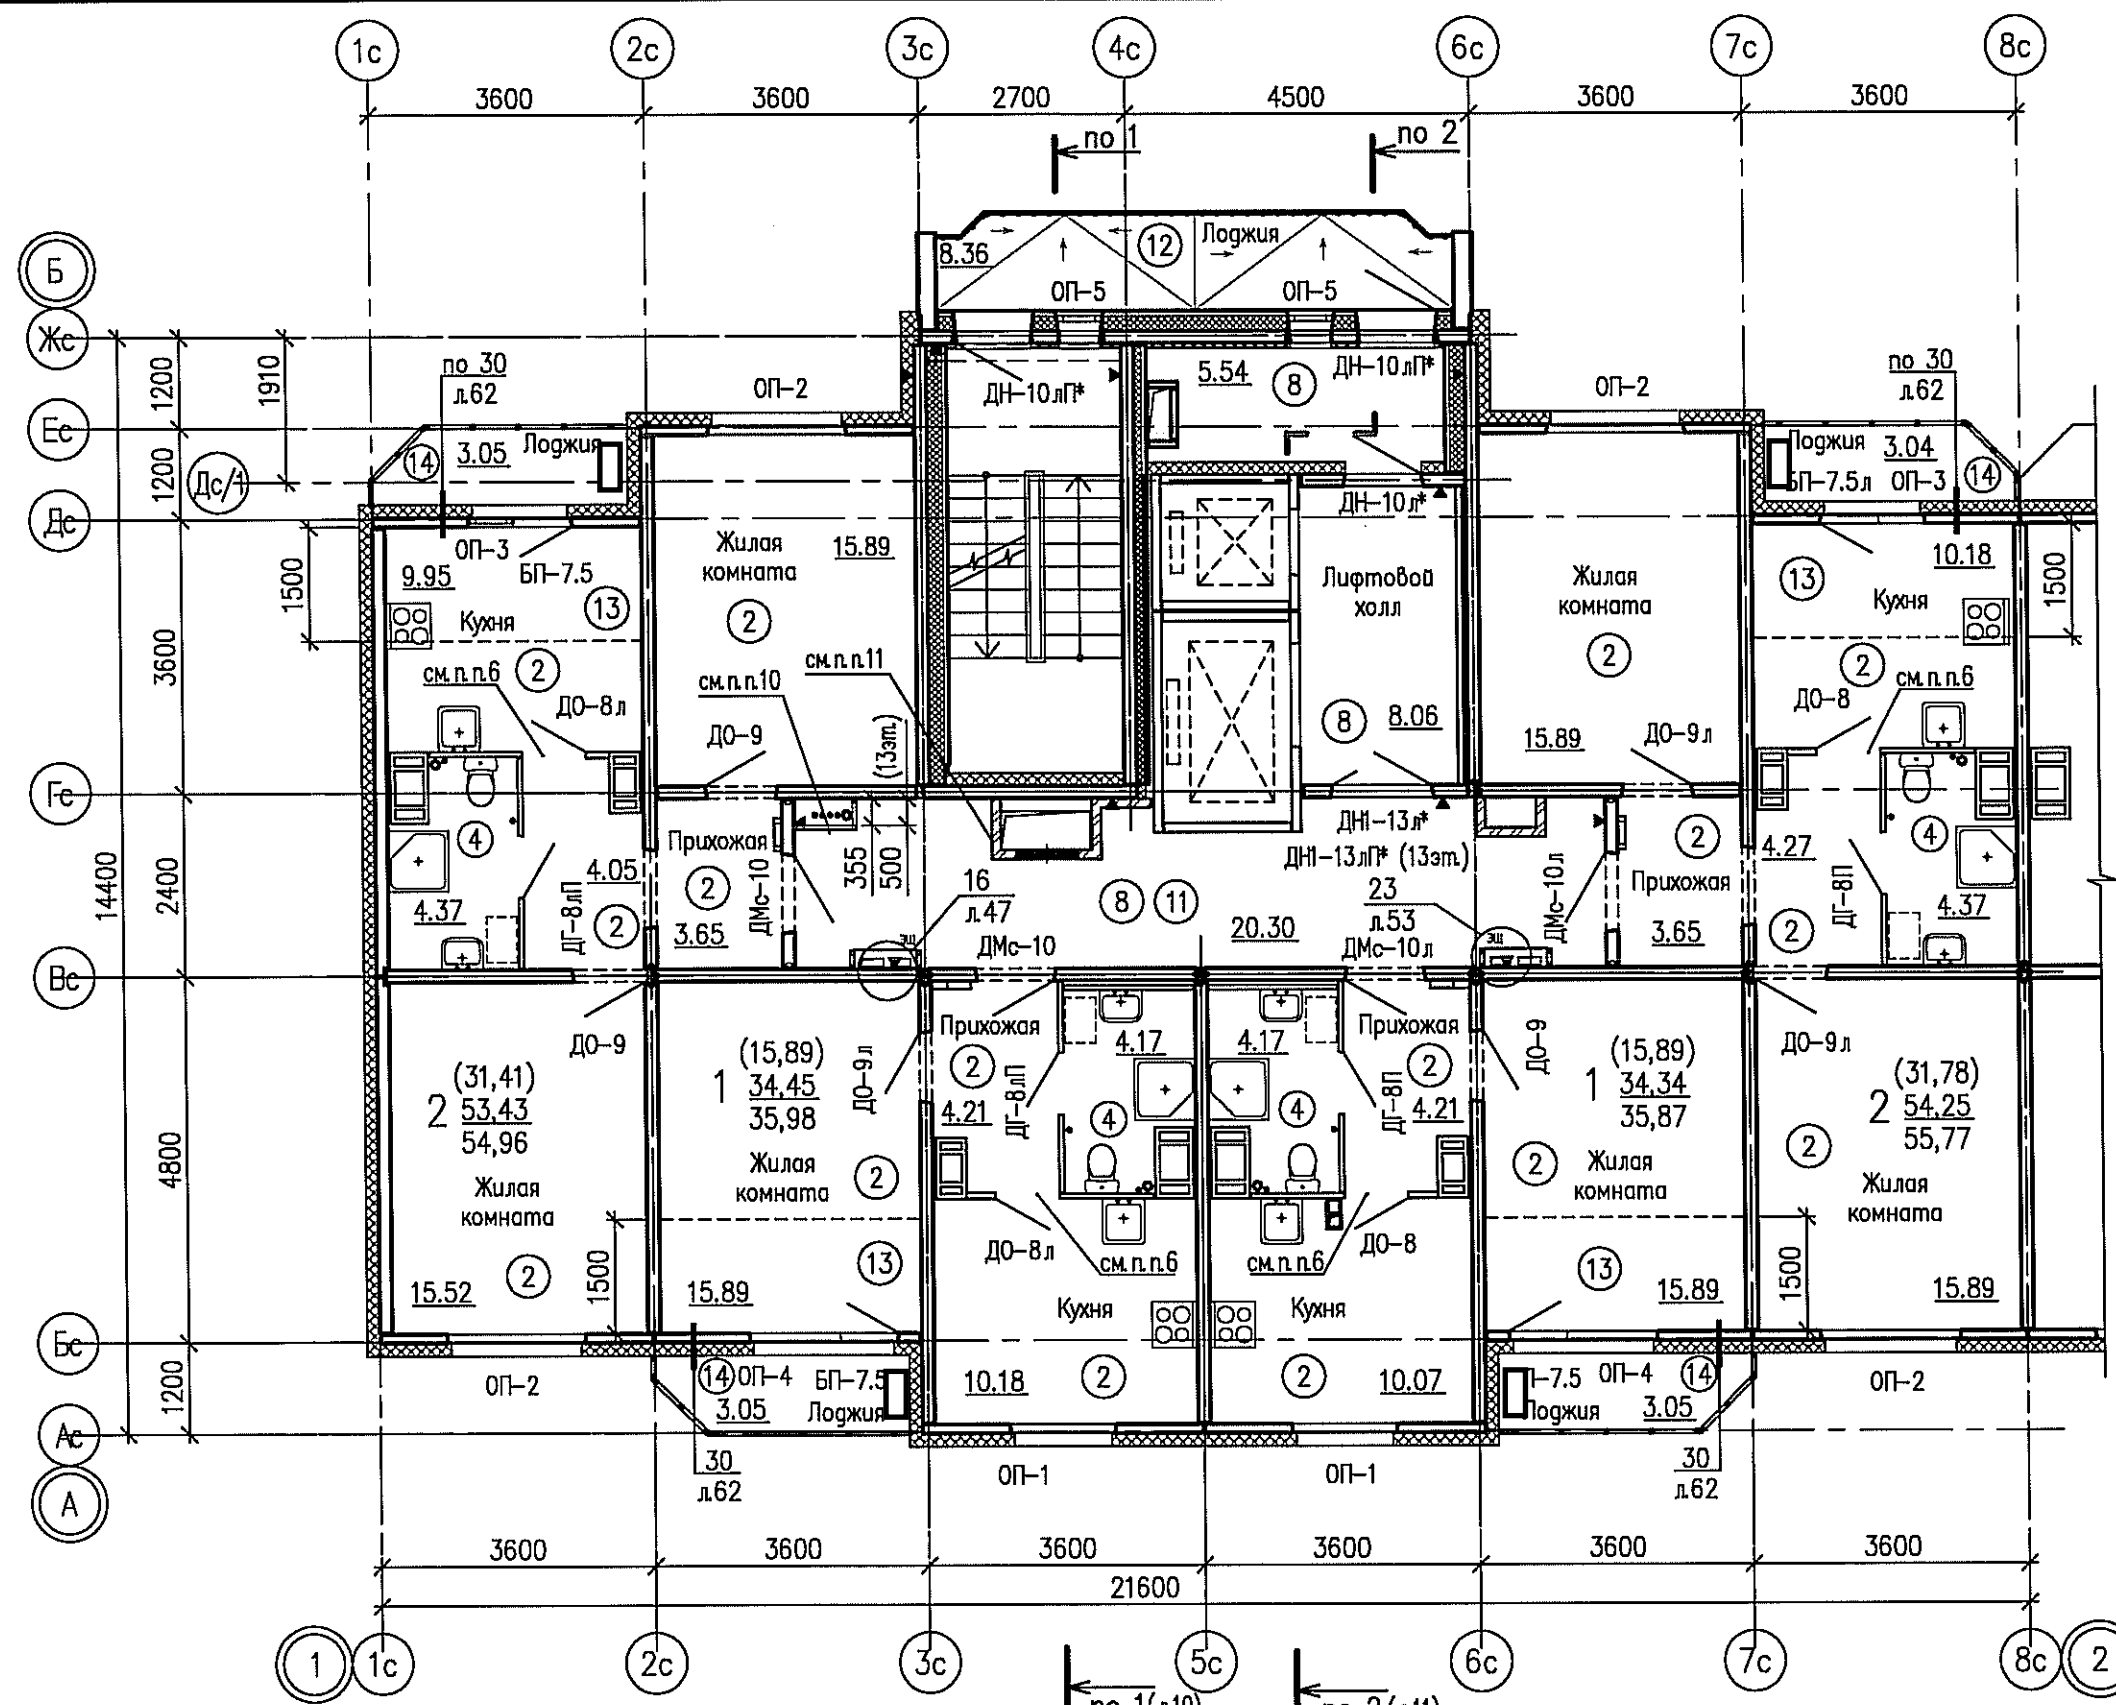 1с 2с 3с 4с 6с 7с 8с
3600 3600 2700 4500 3600 3600
по 1 по 2
Б
12 Лоджия
8.36
ОП-5 ОП-5
Жс
1200 1910
по 30
л.62
ОП-2
ДН-10лП*
5.54 8 ДН-10лП*
ОП-2
по 30
л.62
Ес
14 3.05 Лоджия
Лоджия 3.04
БП-7.5л ОП-3 14
1200
Дс/1
Дс
ДН-10л*
ОП-3
БП-7.5
9.95
13
Кухня
1500
Жилая 15.89
комната
2
Лифтовой
холл
Жилая
комната
2
10.18
13
Кухня
1500
3600
см.п.п.6 2
ДО-8л
см.п.п.10
см.п.п.11
ДО-9
(13эт.)
8 8.06
15.89 ДО-9л
2
ДО-8 см.п.п.6
Гс
14400
2400
4
4.05
4.37
ДГ-8лП
2
Прихожая
2
3.65
ДМс-10
355 500
ДН1-13л*
ДН1-13лП* (13эт.)
16
л.47
8 11
20.30
23
л.53
ДМс-10 ДМс-10л
эщ эщ
ДМс-10л
2
Прихожая
3.65
4.27
ДГ-8П
2
4
4.37
Вс
ДО-9
Прихожая
2
4.17 4.17
Прихожая
2
ДО-9
ДО-9л
(31,41)
2 53,43
54,96
(15,89)
1 34,45
35,98
ДО-9л
4.21
ДГ-8лП
4 4
ДГ-8П
4.21
(15,89)
1 34,34
35,87
(31,78)
2 54,25
55,77
4800
Жилая
комната
2
15.52
Жилая
комната
2
1500
13
15.89
ДО-8л
см.п.п.6 см.п.п.6
ДО-8
Кухня Кухня
2
Жилая
комната
13
15.89
2
Жилая
комната
1500
15.89
Бс
1200
ОП-2
14 ОП-4 БП-7.5
3.05 Лоджия
10.18 2 2 10.07
ОП-4 14
3.05
ОП-2
Ас
30
л.62
ОП-1 ОП-1
30
л.62
А
3600 3600 3600 3600 3600 3600
21600
1 1с 2с 3с 5с 6с 7с 8с 2